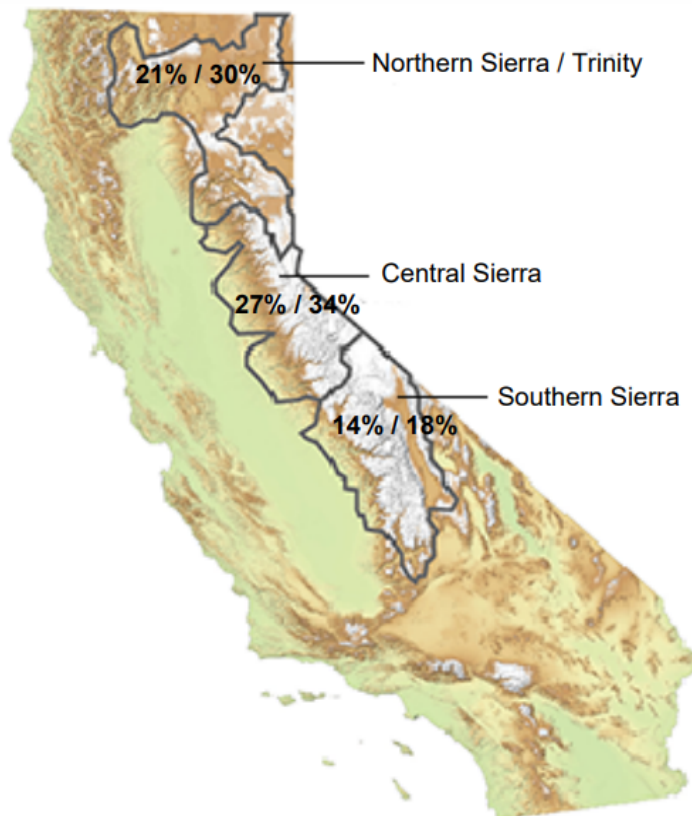 21% / 30%
Northern Sierra / Trinity
Central Sierra
27% / 34%
Southern Sierra
14% / 18%